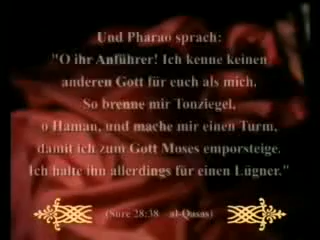 Und Pharao sprach:
"O ihr Anführer! Ich kenne keinen
anderen Gott für euch als mich.
So brenne mir Tonziegel,
o Haman, und mache mir einen Turm,
damit ich zum Gott Moses emporsteige.
Ich halte ihn allerdings für einen Lügner."
(Sure 28:38 al-Qasas)